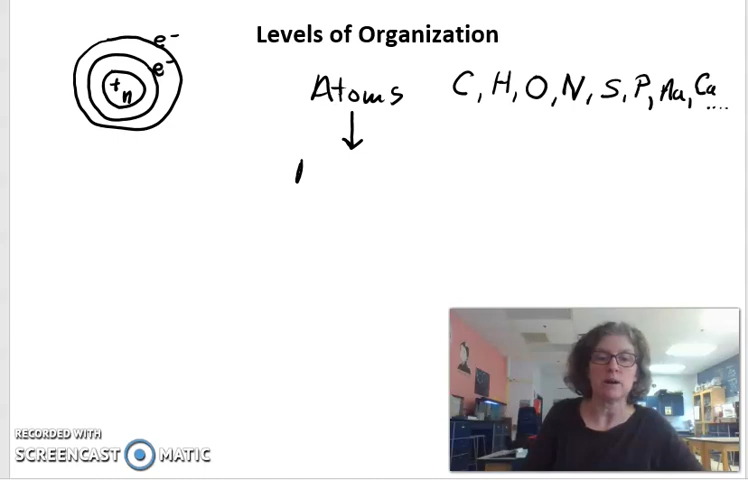 Levels of Organization
e-
e-
+
n
Atoms C, H, O, N, S, P, Na, Ca ....
RECORDED WITH
SCREENCAST MATIC